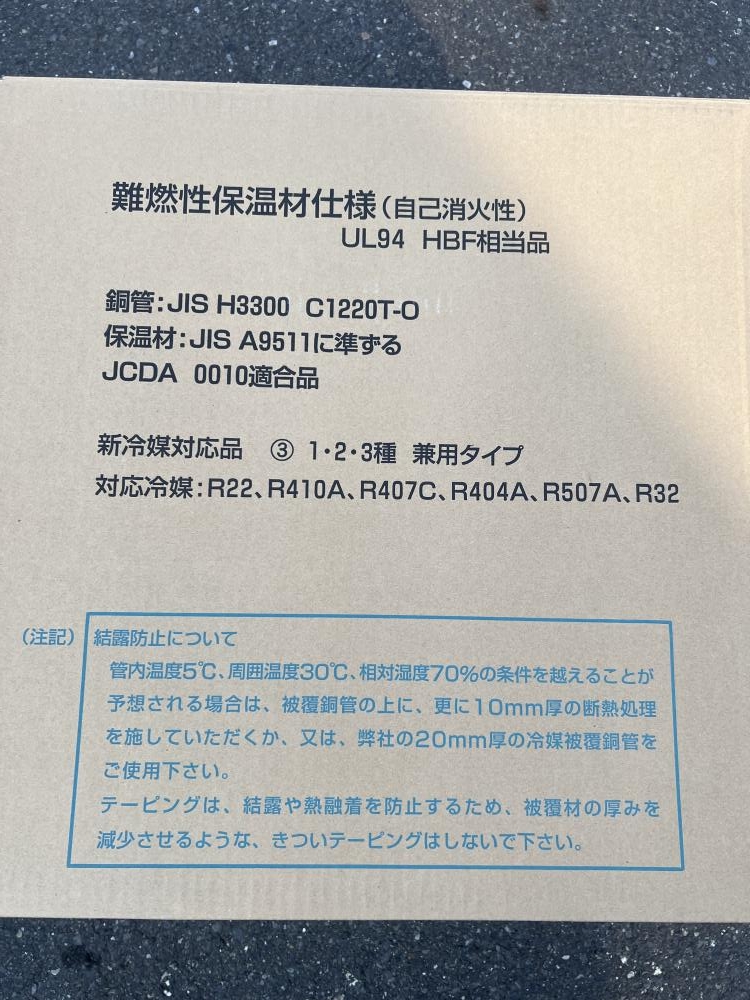 難燃性保温材仕様(自己消火性)
UL94 HBF相当品
銅管:JIS H3300 C1220T-O
保温材:JIS A9511に準ずる
JCDA 0010適合品
新冷媒対応品 ③ 1・2・3種 兼用タイプ
対応冷媒:R22、R410A、R407C、R404A、R507A、R32
(注記) 結露防止について
管内温度5℃、周囲温度30℃、相対湿度70%の条件を越えることが
予想される場合は、被覆銅管の上に、更に10mm厚の断熱処理
を施していただくか、又は、弊社の20mm厚の冷媒被覆銅管を
ご使用下さい。
テーピングは、結露や熱融着を防止するため、被覆材の厚みを
減少させるような、きついテーピングはしないで下さい。